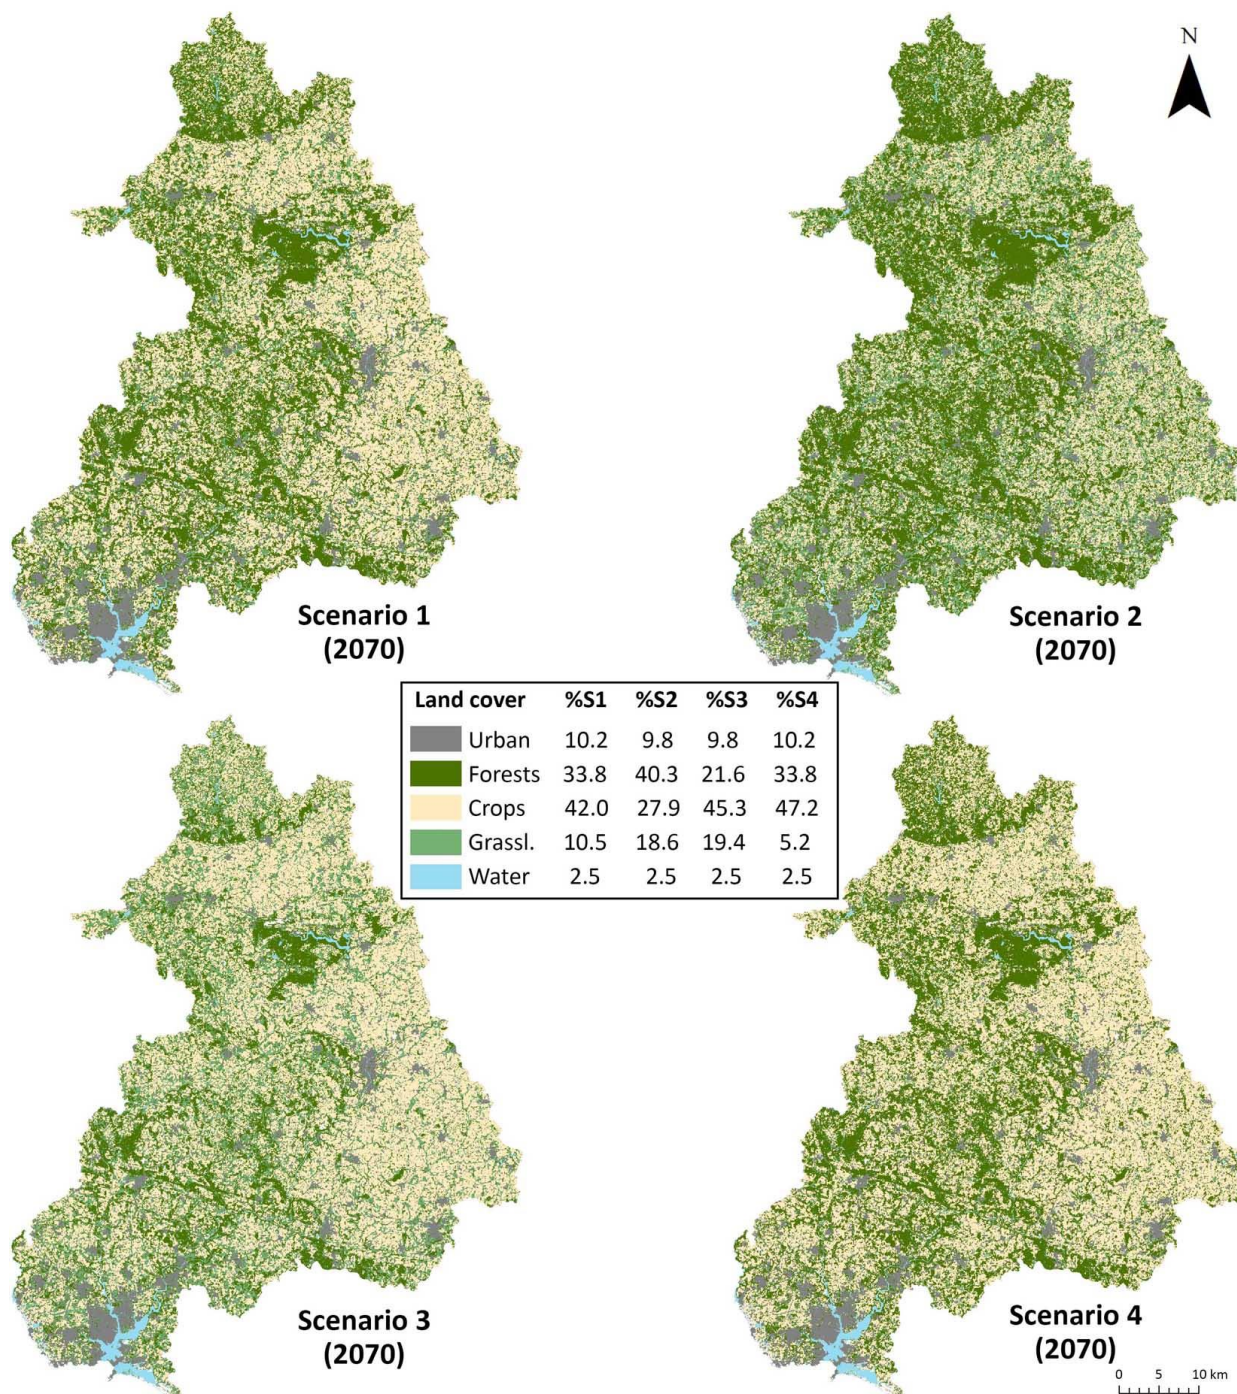 N
Scenario 1
(2070)
Scenario 2
(2070)
Land cover %S1 %S2 %S3 %S4
Urban 10.2 9.8 9.8 10.2
Forests 33.8 40.3 21.6 33.8
Crops 42.0 27.9 45.3 47.2
Grassl. 10.5 18.6 19.4 5.2
Water 2.5 2.5 2.5 2.5
Scenario 3
(2070)
Scenario 4
(2070)
0 5 10 km